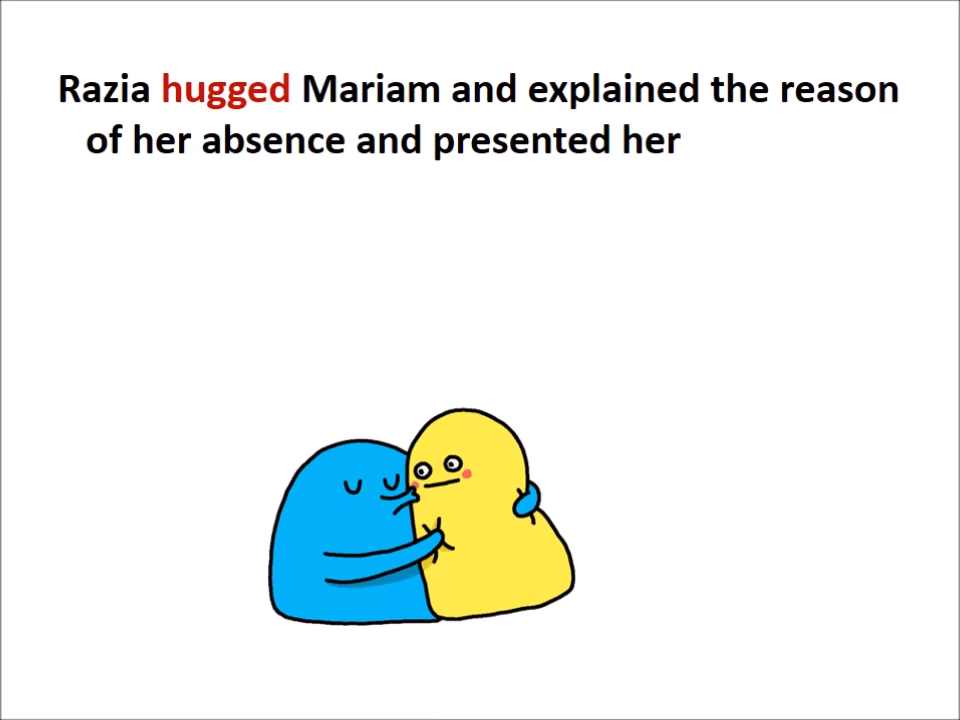 Razia hugged Mariam and explained the reason
of her absence and presented her